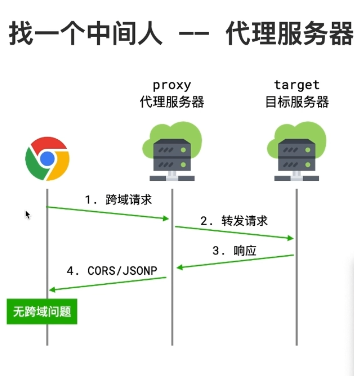 找一个中间人 -- 代理服务器
proxy
代理服务器
target
目标服务器
1. 跨域请求
2. 转发请求
3. 响应
4. CORS/JSONP
无跨域问题